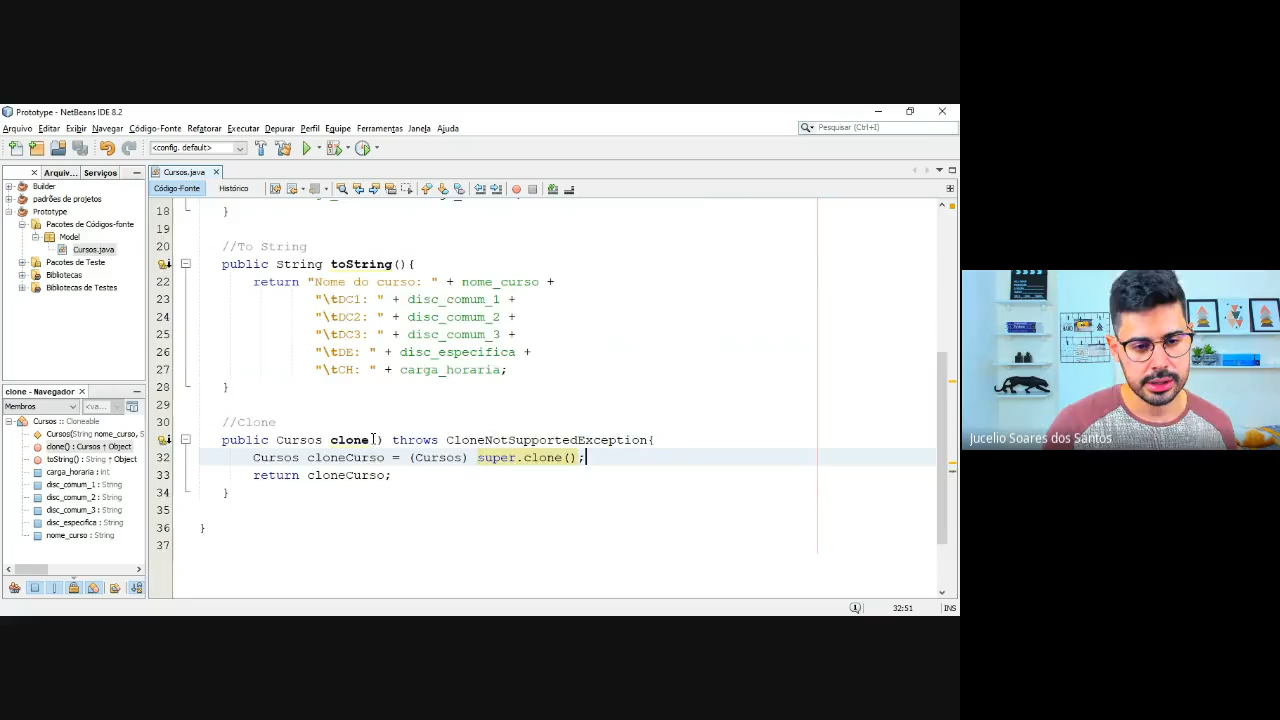 Prototype - NetBeans IDE 8.2
Arquivo Editar Exibir Navegar Código-Fonte Refatorar Executar Depurar Perfil Equipe Ferramentas Janela Ajuda
Pesquisar (Ctrl+I)
<config. default>
Arquiv... Serviços
Cursos.java
Código-Fonte Histórico
Builder
padrões de projetos
Prototype
Pacotes de Código-fonte
Model
Cursos.java
Pacotes de Teste
Bibliotecas
Bibliotecas de Testes
18 }
19
20 //To String
public String toString(){
22 return "Nome do curso: " + nome_curso +
23 "\tDC1: " + disc_comum_1 +
24 "\tDC2: " + disc_comum_2 +
25 "\tDC3: " + disc_comum_3 +
26 "\tDE: " + disc_especifica +
27 "\tCH: " + carga_horaria;
28 }
29
30 //Clone
public Cursos clone() throws CloneNotSupportedException{
32 Cursos cloneCurso = (Cursos) super.clone();
33 return cloneCurso;
34 }
35
36 }
37
clone - Navegador
Membros <va...
Cursos :: Cloneable
Cursos(String nome_curso, S
clone() : Cursos ↑ Object
toString() : String ↑ Object
carga_horaria : int
disc_comum_1 : String
disc_comum_2 : String
disc_comum_3 : String
disc_especifica : String
nome_curso : String
32:51 INS
Jucelio Soares dos Santos